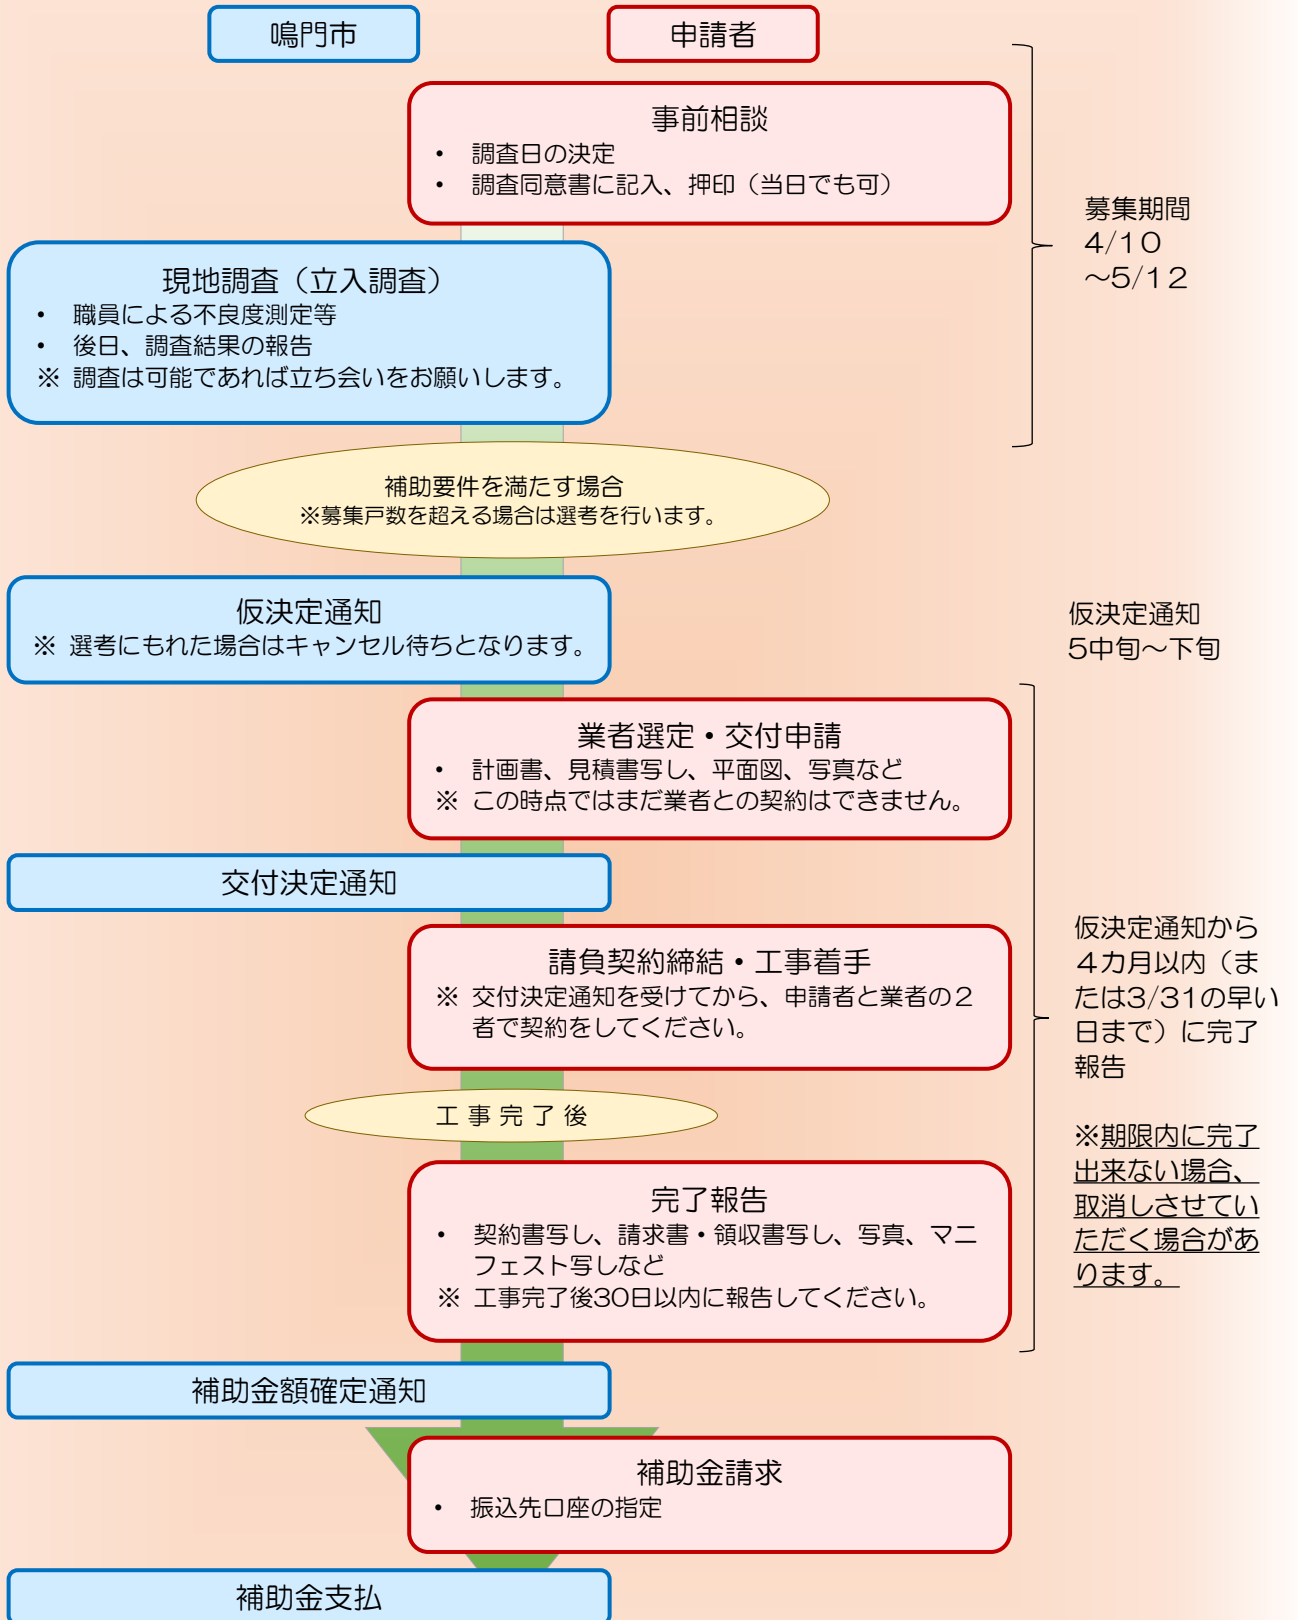 鳴門市
申請者
事前相談
• 調査日の決定
• 調査同意書に記入、押印（当日でも可）
募集期間
4/10
～5/12
現地調査（立入調査）
• 職員による不良度測定等
• 後日、調査結果の報告
※ 調査は可能であれば立ち会いをお願いします。
補助要件を満たす場合
※募集戸数を超える場合は選考を行います。
仮決定通知
※ 選考にもれた場合はキャンセル待ちとなります。
仮決定通知
5中旬～下旬
業者選定・交付申請
• 計画書、見積書写し、平面図、写真など
※ この時点ではまだ業者との契約はできません。
交付決定通知
請負契約締結・工事着手
※ 交付決定通知を受けてから、申請者と業者の２
者で契約をしてください。
仮決定通知から
４カ月以内（ま
たは3/31の早い
日まで）に完了
報告
※期限内に完了
出来ない場合、
取消しさせてい
ただく場合があ
ります。
工事完了後
完了報告
• 契約書写し、請求書・領収書写し、写真、マニ
フェスト写しなど
※ 工事完了後30日以内に報告してください。
補助金額確定通知
補助金請求
• 振込先口座の指定
補助金支払